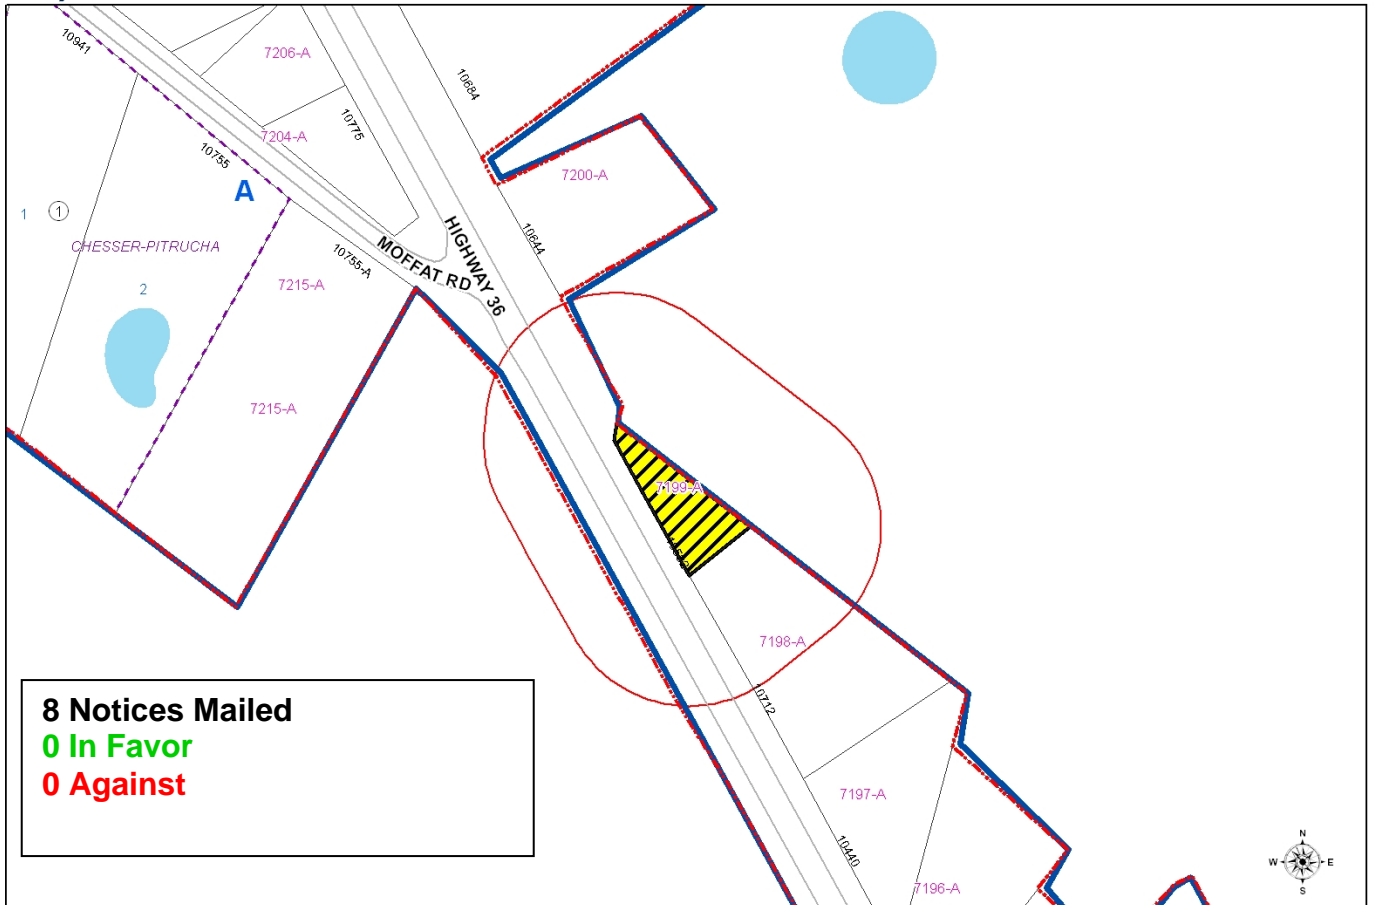 10941
7206-A
10684
10775
7204-A
10755
7200-A
A
1
1
10644
HIGHWAY 36
CHESSER-PITRUCHA
MOFFAT RD
10755-A
7215-A
2
7215-A
7199-A
7198-A
10712
8 Notices Mailed
0 In Favor
0 Against
7197-A
10440
7196-A
N
W
E
S